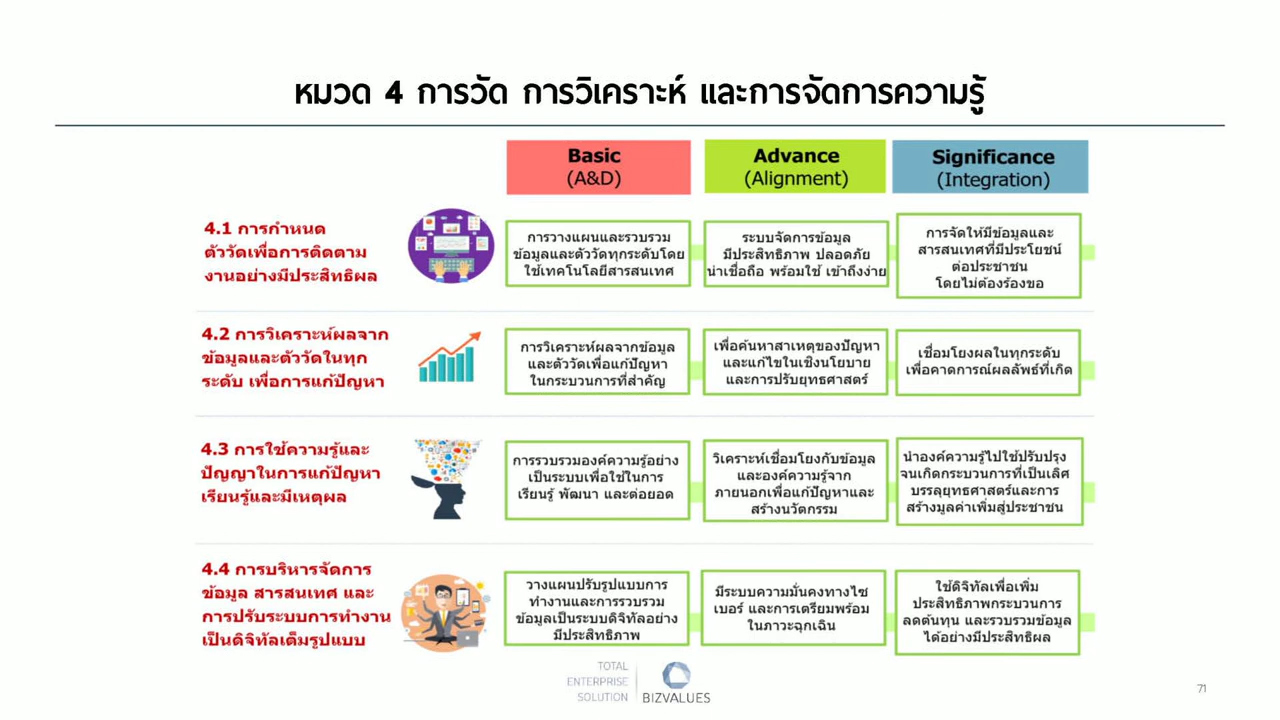 หมวด 4 การวัด การวิเคราะห์ และการจัดการความรู้
Basic
(A&D)
Advance
(Alignment)
Significance
(Integration)
4.1 การกำหนด
ตัววัดเพื่อการติดตาม
งานอย่างมีประสิทธิผล
การวางแผนและรวบรวม
ข้อมูลและตัววัดทุกระดับโดย
ใช้เทคโนโลยีสารสนเทศ
ระบบจัดการข้อมูล
มีประสิทธิภาพ ปลอดภัย
น่าเชื่อถือ พร้อมใช้ เข้าถึงง่าย
การจัดให้มีข้อมูลและ
สารสนเทศที่มีประโยชน์
ต่อประชาชน
โดยไม่ต้องร้องขอ
4.2 การวิเคราะห์ผลจาก
ข้อมูลและตัววัดในทุก
ระดับ เพื่อการแก้ปัญหา
การวิเคราะห์ผลจากข้อมูล
และตัววัดเพื่อแก้ปัญหา
ในกระบวนการที่สำคัญ
เพื่อค้นหาสาเหตุของปัญหา
และแก้ไขในเชิงนโยบาย
และการปรับยุทธศาสตร์
เชื่อมโยงผลในทุกระดับ
เพื่อคาดการณ์ผลลัพธ์ที่เกิด
4.3 การใช้ความรู้และ
ปัญญาในการแก้ปัญหา
เรียนรู้และมีเหตุผล
การรวบรวมองค์ความรู้อย่าง
เป็นระบบเพื่อใช้ในการ
เรียนรู้ พัฒนา และต่อยอด
วิเคราะห์เชื่อมโยงกับข้อมูล
และองค์ความรู้จาก
ภายนอกเพื่อแก้ปัญหาและ
สร้างนวัตกรรม
นำองค์ความรู้ไปใช้ปรับปรุง
จนเกิดกระบวนการที่เป็นเลิศ
บรรลุยุทธศาสตร์และการ
สร้างมูลค่าเพิ่มสู่ประชาชน
4.4 การบริหารจัดการ
ข้อมูล สารสนเทศ และ
การปรับระบบการทำงาน
เป็นดิจิทัลเต็มรูปแบบ
วางแผนปรับรูปแบบการ
ทำงานและการรวบรวม
ข้อมูลเป็นระบบดิจิทัลอย่าง
มีประสิทธิภาพ
มีระบบความมั่นคงทางไซ
เบอร์ และการเตรียมพร้อม
ในภาวะฉุกเฉิน
ใช้ดิจิทัลเพื่อเพิ่ม
ประสิทธิภาพกระบวนการ
ลดต้นทุน และรวบรวมข้อมูล
ได้อย่างมีประสิทธิผล
TOTAL
ENTERPRISE
SOLUTION
BIZVALUES
71